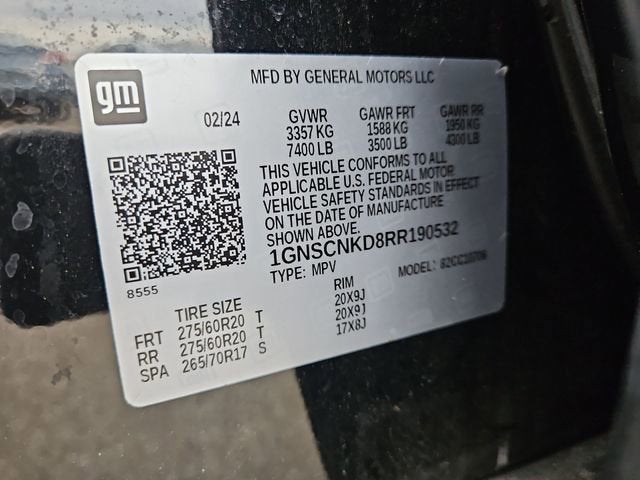 gm
MFD BY GENERAL MOTORS LLC
02/24 GVWR GAWR FRT GAWR RR
3357 KG 1588 KG 1950 KG
7400 LB 3500 LB 4300 LB
THIS VEHICLE CONFORMS TO ALL
APPLICABLE U.S. FEDERAL MOTOR
VEHICLE SAFETY STANDARDS IN EFFECT
ON THE DATE OF MANUFACTURE
SHOWN ABOVE.
1GNSCNKD8RR190532
TYPE: MPV MODEL:
8555
TIRE SIZE RIM
FRT 275/60R20 T 20X9J
RR 275/60R20 T 20X9J
SPA 265/70R17 S 17X8J